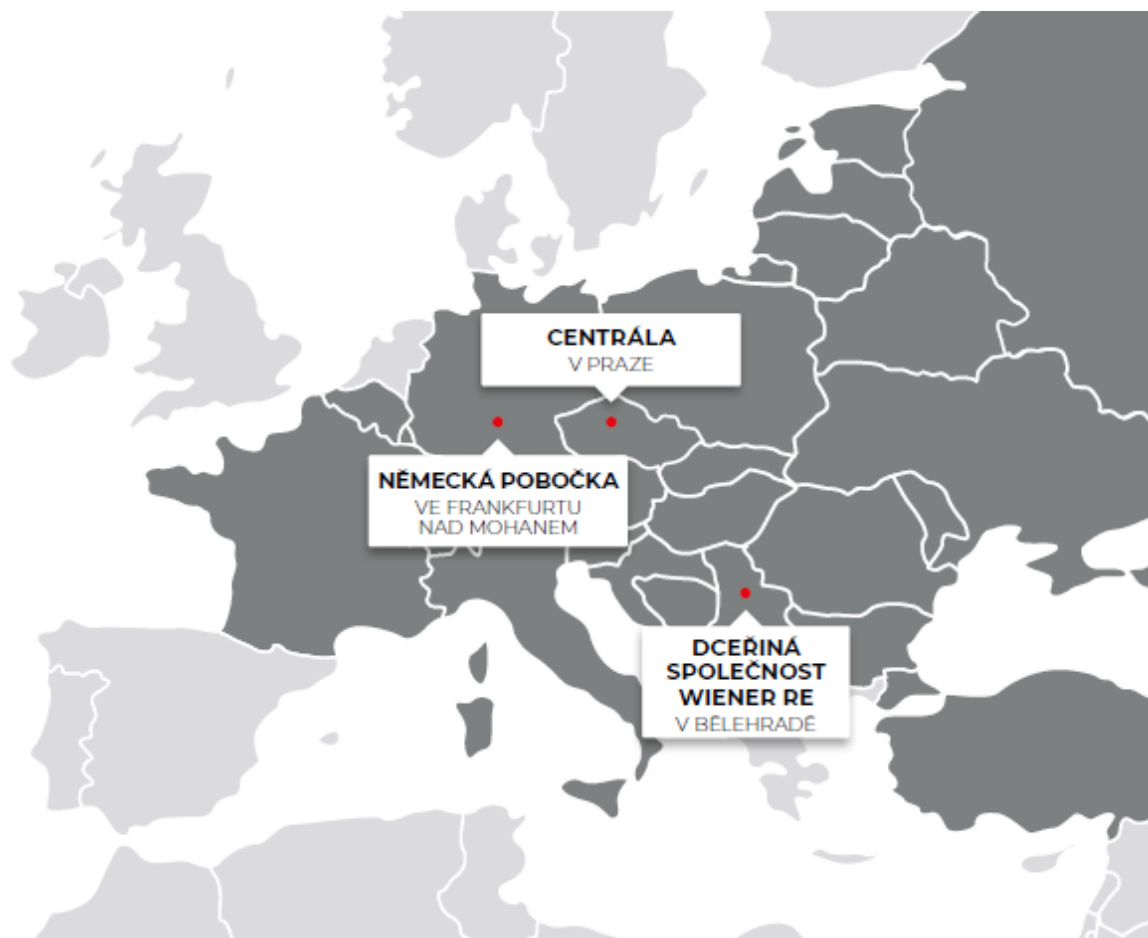 CENTRÁLA
V PRAZE
NĚMECKÁ POBOČKA
VE FRANKFURTU
NAD MOHANEM
DCEŘINÁ
SPOLEČNOST
WIENER RE
V BĚLEHRADĚ